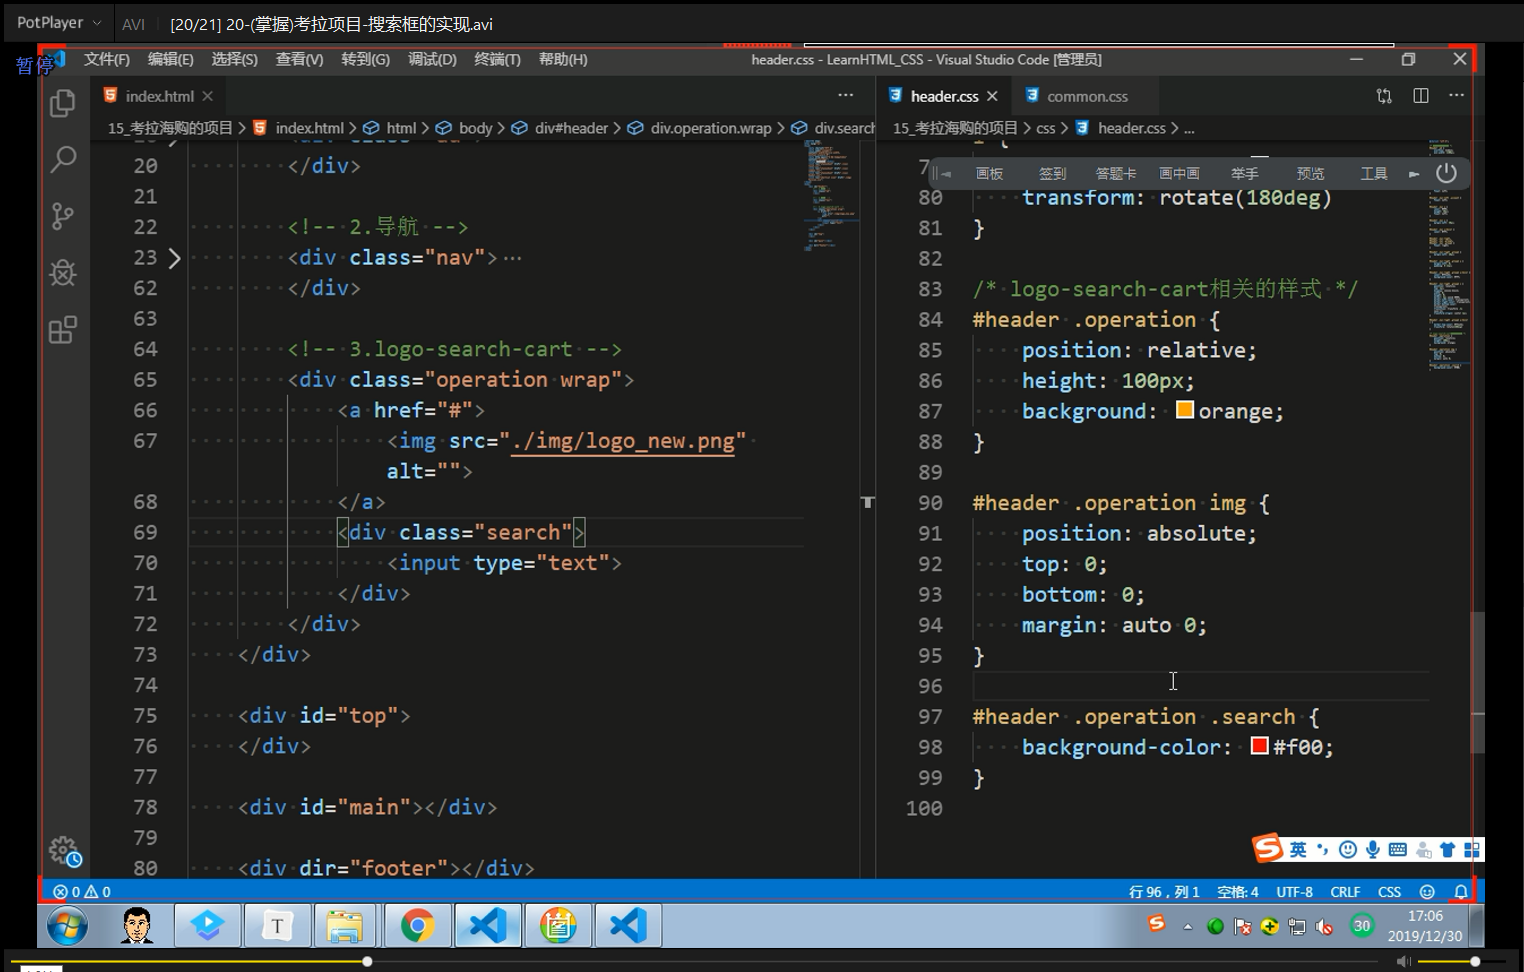 PotPlayer AVI [20/21] 20-(掌握)考拉项目-搜索框的实现.avi
暂停
文件(F) 编辑(E) 选择(S) 查看(V) 转到(G) 调试(D) 终端(T) 帮助(H) header.css - LearnHTML_CSS - Visual Studio Code [管理员]
index.html
15_考拉海购的项目 > index.html > html > body > div#header > div.operation.wrap > div.search
20 </div>
21
22 <!-- 2.导航 -->
23 <div class="nav">…
62 </div>
63
64 <!-- 3.logo-search-cart -->
65 <div class="operation wrap">
66 <a href="#">
67 <img src="./img/logo_new.png"
alt="">
68 </a>
69 <div class="search">
70 <input type="text">
71 </div>
72 </div>
73 </div>
74
75 <div id="top">
76 </div>
77
78 <div id="main"></div>
79
80 <div dir="footer"></div>
header.css common.css
15_考拉海购的项目 > css > header.css > ...
画板 签到 答题卡 画中画 举手 预览 工具
80 transform: rotate(180deg)
81 }
82
83 /* logo-search-cart相关的样式 */
84 #header .operation {
85 position: relative;
86 height: 100px;
87 background: orange;
88 }
89
90 #header .operation img {
91 position: absolute;
92 top: 0;
93 bottom: 0;
94 margin: auto 0;
95 }
96
97 #header .operation .search {
98 background-color: #f00;
99 }
100
英
0 0
行 96，列 1 空格: 4 UTF-8 CRLF CSS
T
30
17:06
2019/12/30